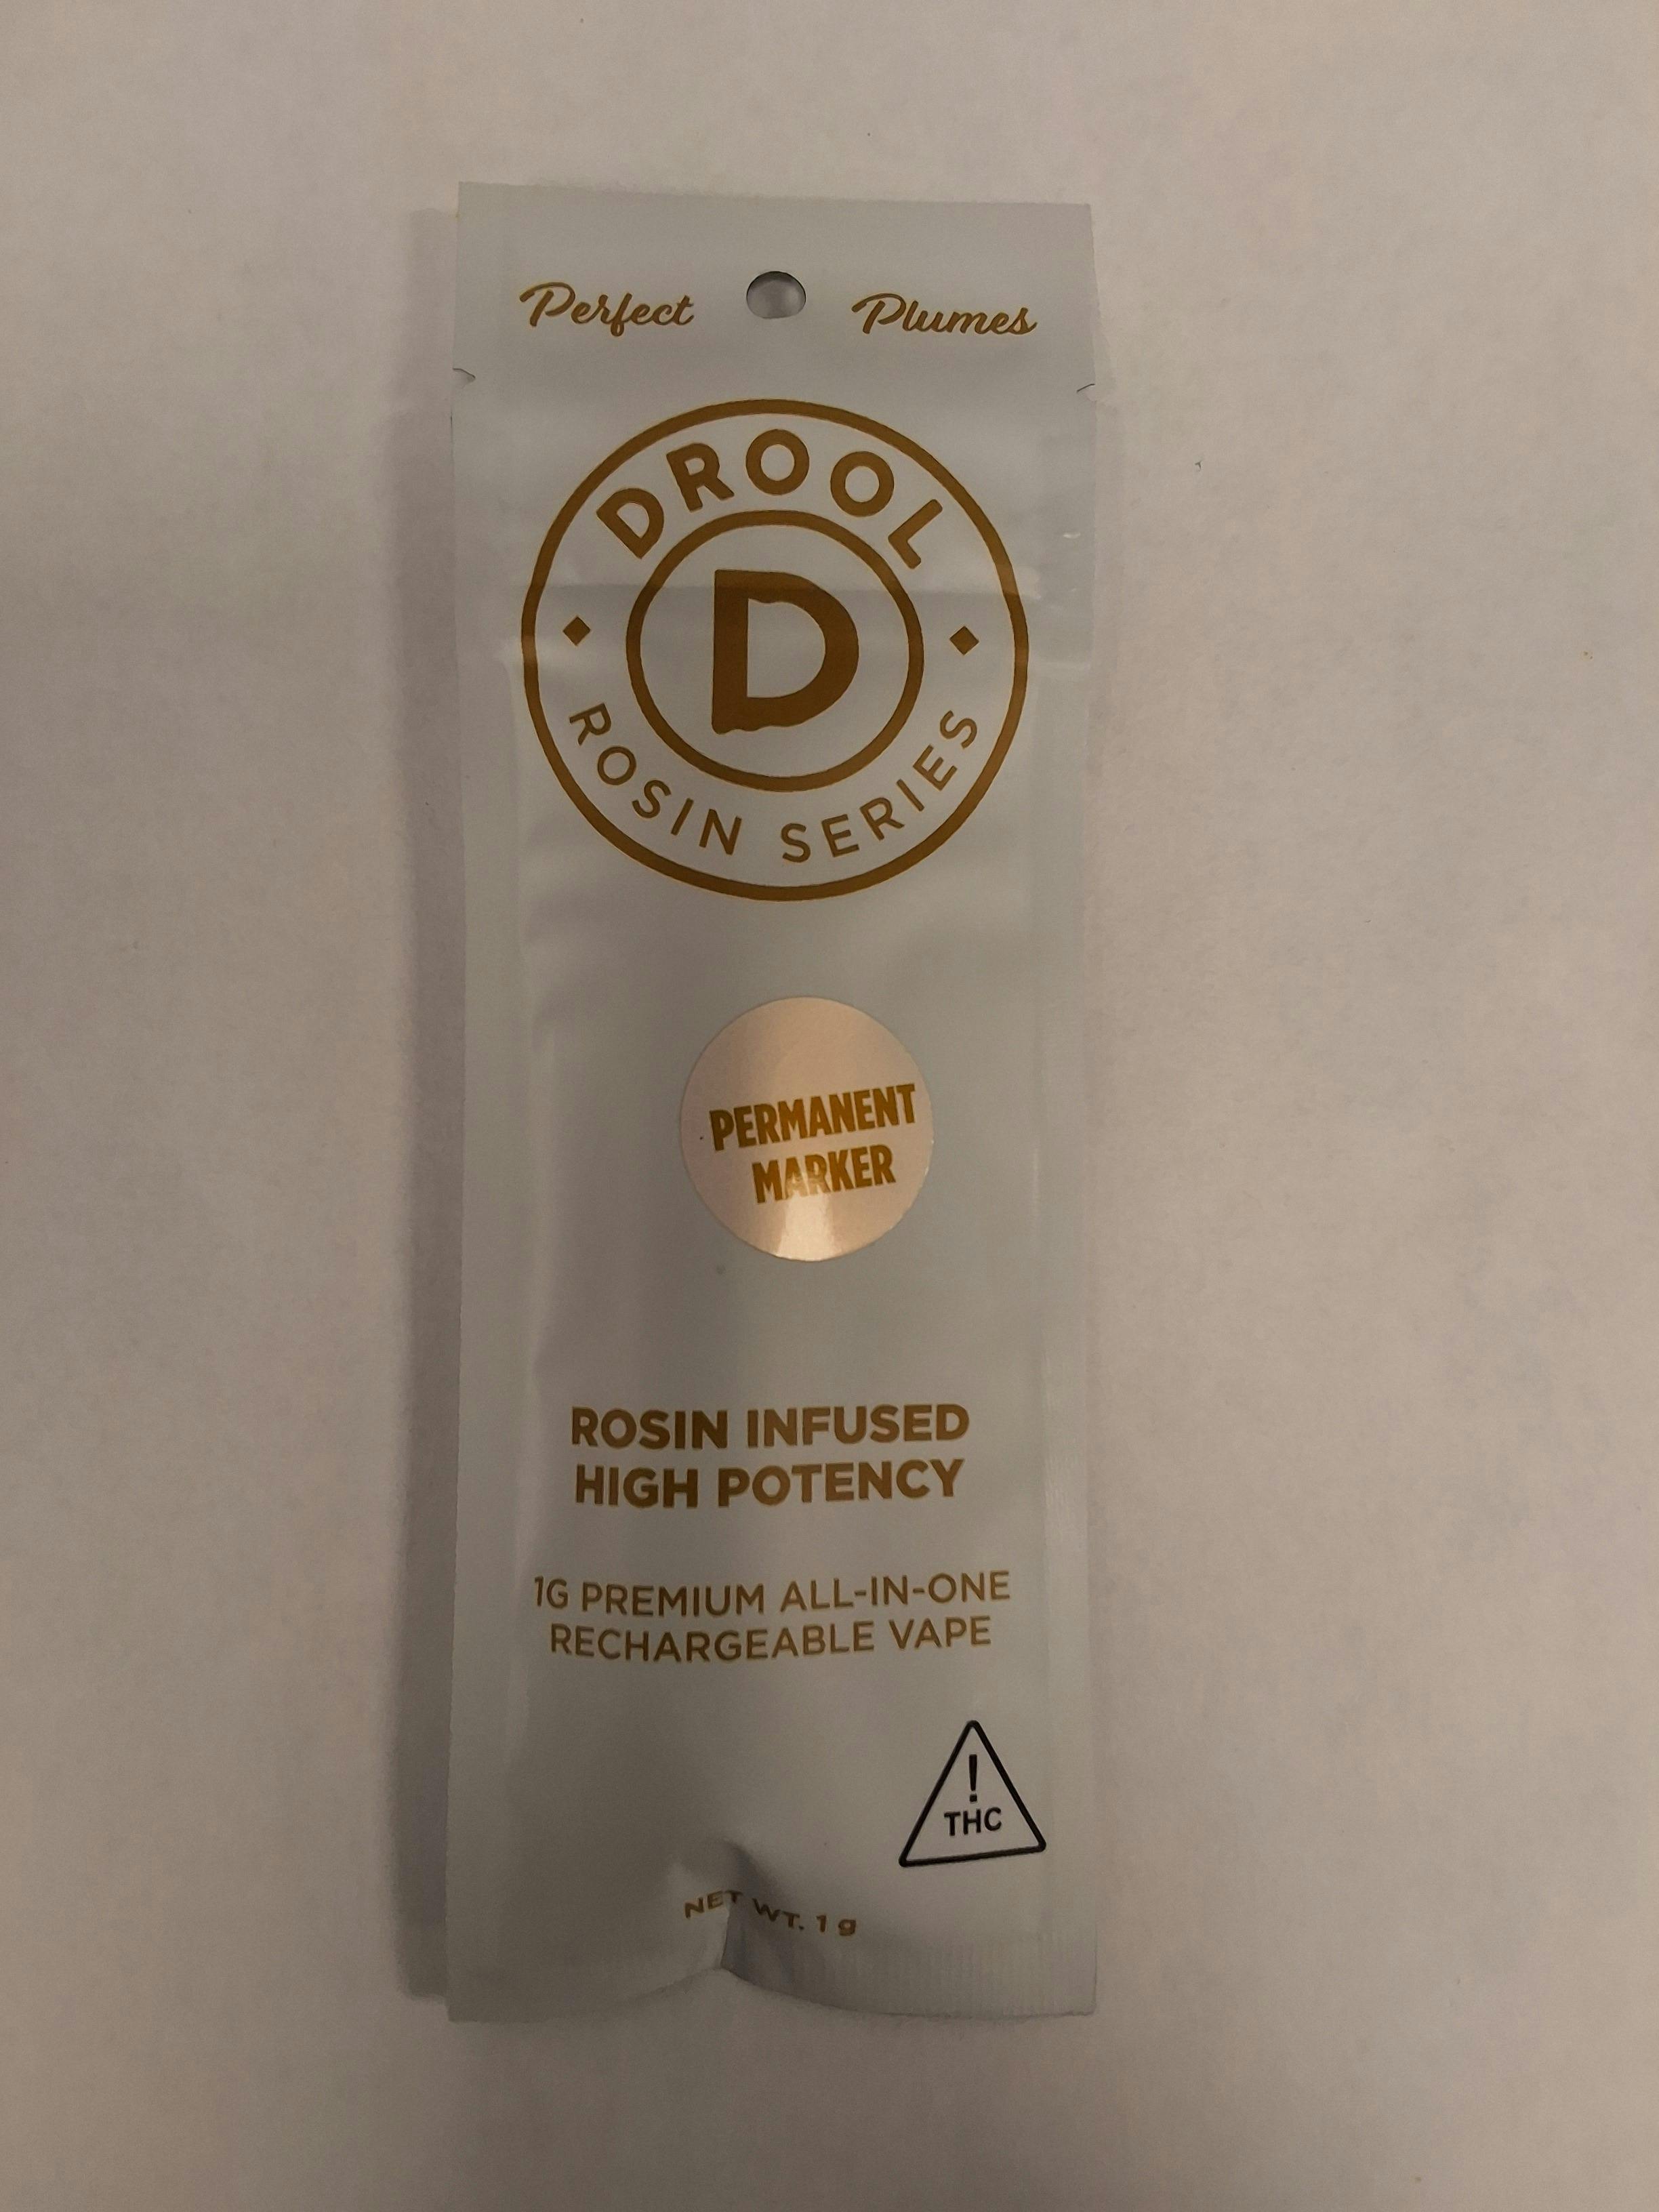 Perfect Plumes
DROOL
D
ROSIN SERIES
PERMANENT
MARKER
ROSIN INFUSED
HIGH POTENCY
1G PREMIUM ALL-IN-ONE
RECHARGEABLE VAPE
!
THC
NET WT. 1 g